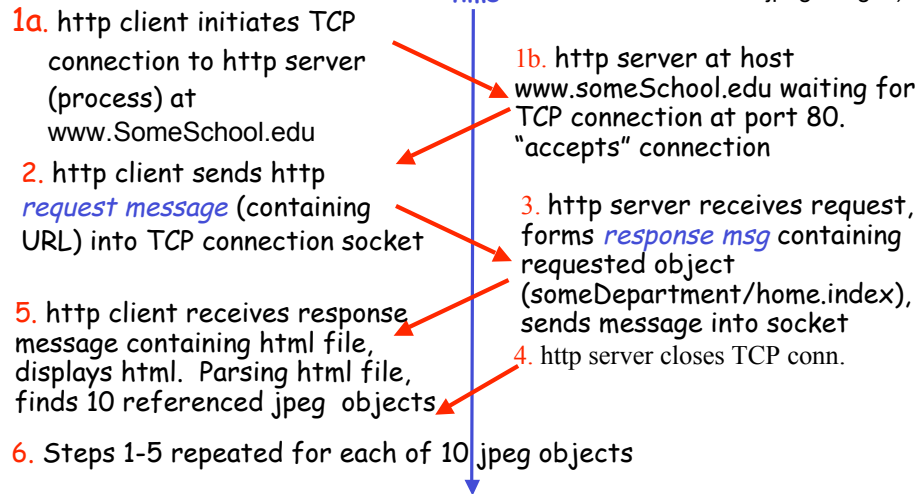 1a. http client initiates TCP
connection to http server
(process) at
www.SomeSchool.edu
1b. http server at host
www.someSchool.edu waiting for
TCP connection at port 80.
“accepts” connection
2. http client sends http
request message (containing
URL) into TCP connection socket
3. http server receives request,
forms response msg containing
requested object
(someDepartment/home.index),
sends message into socket
5. http client receives response
message containing html file,
displays html. Parsing html file,
finds 10 referenced jpeg objects
4. http server closes TCP conn.
6. Steps 1-5 repeated for each of 10 jpeg objects